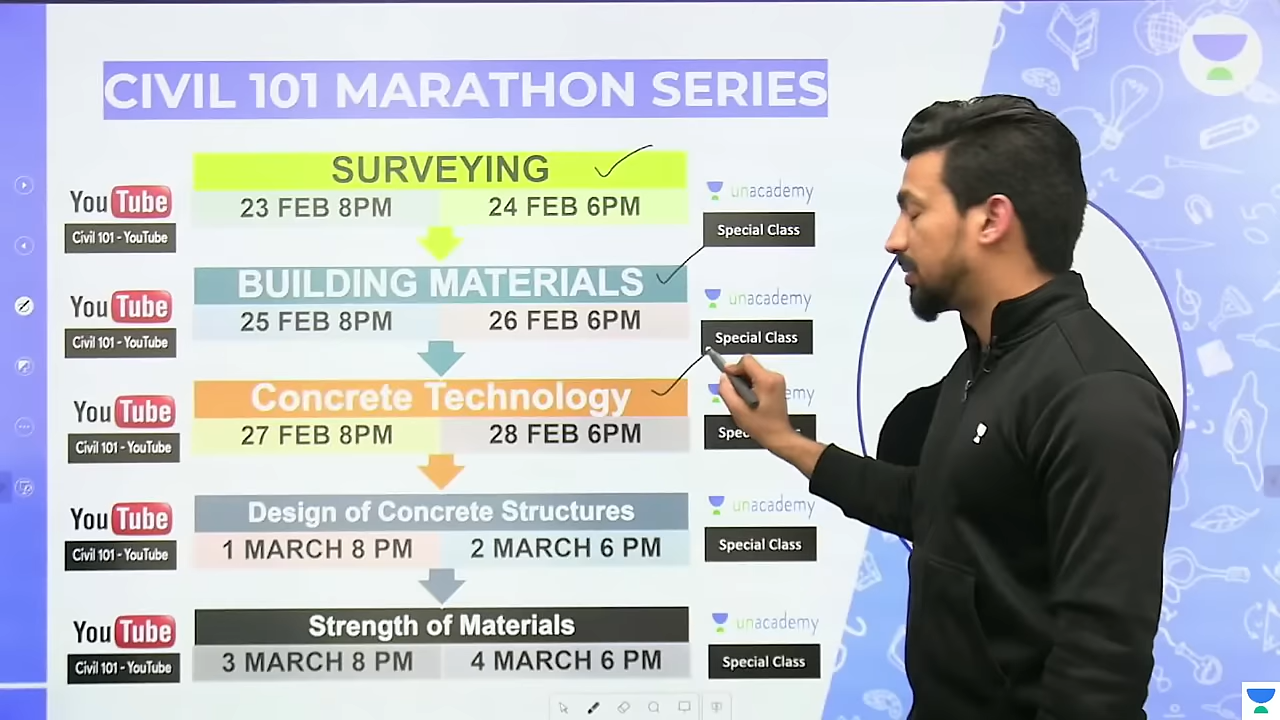 CIVIL 101 MARATHON SERIES
SURVEYING
YouTube
Civil 101 - YouTube
23 FEB 8PM
24 FEB 6PM
unacademy
Special Class
BUILDING MATERIALS
YouTube
Civil 101 - YouTube
25 FEB 8PM
26 FEB 6PM
unacademy
Special Class
Concrete Technology
YouTube
Civil 101 - YouTube
27 FEB 8PM
28 FEB 6PM
Design of Concrete Structures
YouTube
Civil 101 - YouTube
1 MARCH 8 PM
2 MARCH 6 PM
unacademy
Special Class
Strength of Materials
YouTube
Civil 101 - YouTube
3 MARCH 8 PM
4 MARCH 6 PM
unacademy
Special Class